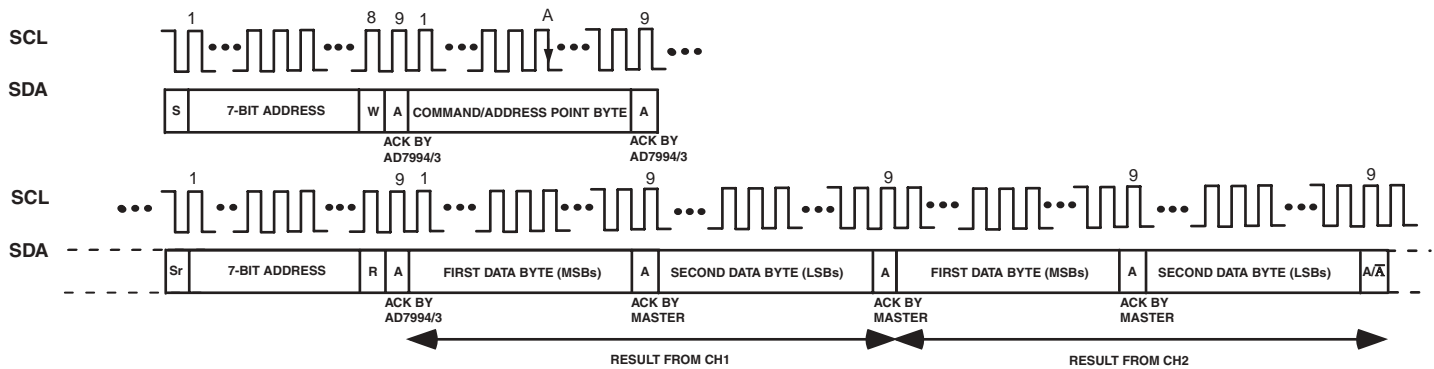 1 8 9 1 A 9
SCL
SDA
S 7-BIT ADDRESS W A COMMAND/ADDRESS POINT BYTE A
ACK BY
AD7994/3
ACK BY
AD7994/3
1 9 1 9 9 9 9
SCL
SDA
Sr 7-BIT ADDRESS R A FIRST DATA BYTE (MSBs) A SECOND DATA BYTE (LSBs) A FIRST DATA BYTE (MSBs) A SECOND DATA BYTE (LSBs) A/A̅
ACK BY
AD7994/3
ACK BY
MASTER
ACK BY
MASTER
ACK BY
MASTER
RESULT FROM CH1
RESULT FROM CH2